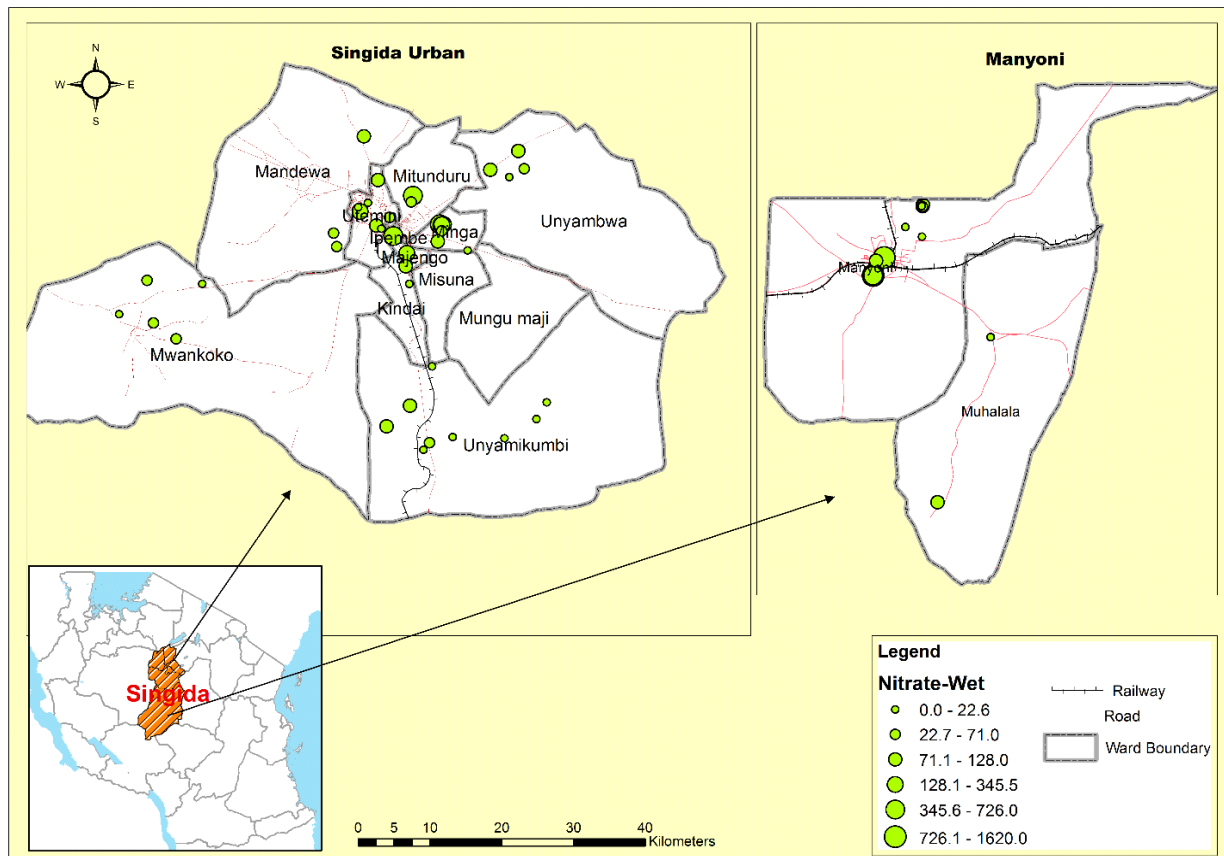 Singida Urban
Manyoni
N
W E
S
Mandewa
Mitunduru
Unyambwa
Utemini
Ipembe
Minga
Majengo
Misuna
Kindai
Mungu maji
Mwankoko
Unyamikumbi
Manyoni
Muhalala
Singida
Legend
Nitrate-Wet
0.0 - 22.6
22.7 - 71.0
71.1 - 128.0
128.1 - 345.5
345.6 - 726.0
726.1 - 1620.0
Railway
Road
Ward Boundary
0 5 10 20 30 40
Kilometers